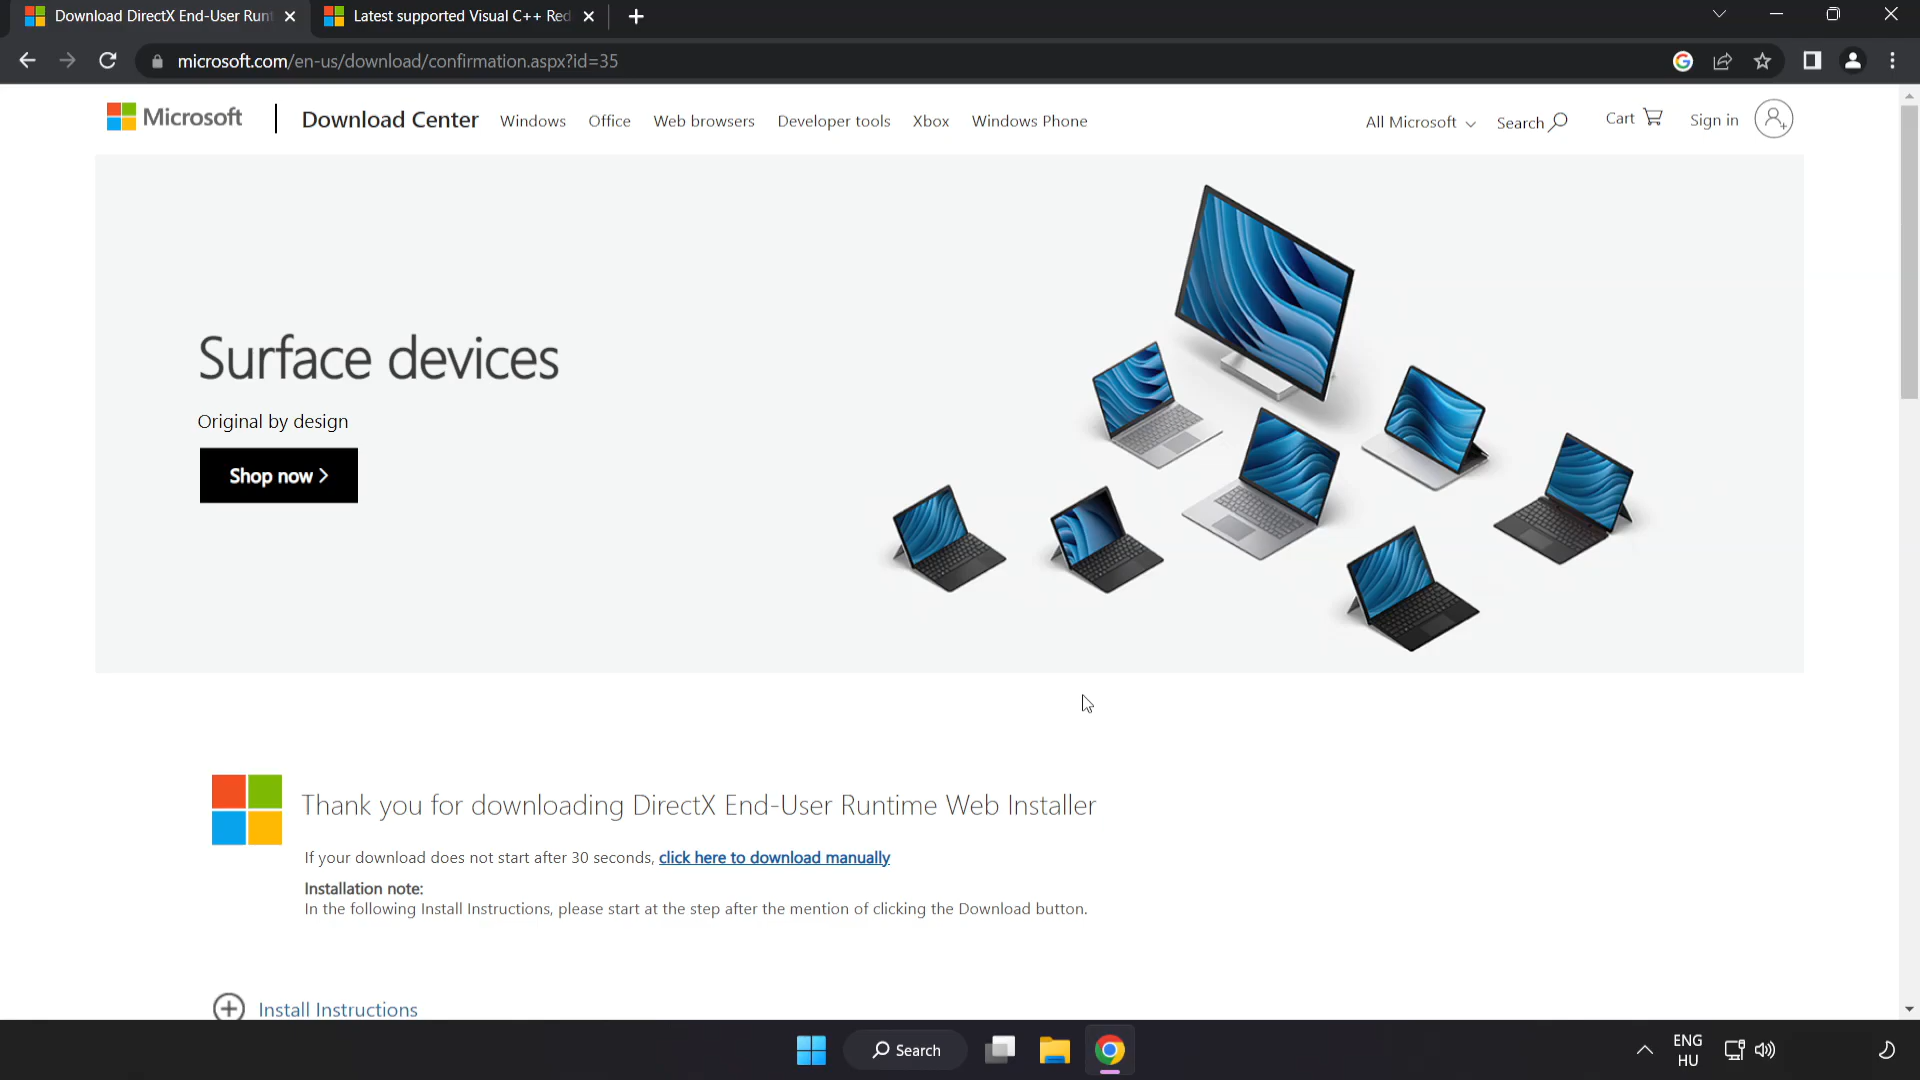 Download DirectX End-User Runt
Latest supported Visual C++ Red
microsoft.com/en-us/download/confirmation.aspx?id=35
Microsoft
Download Center
Windows
Office
Web browsers
Developer tools
Xbox
Windows Phone
All Microsoft
Search
Cart
Sign in
Surface devices
Original by design
Shop now
Thank you for downloading DirectX End-User Runtime Web Installer
If your download does not start after 30 seconds, click here to download manually
Installation note:
In the following Install Instructions, please start at the step after the mention of clicking the Download button.
Install Instructions
Search
ENG
HU